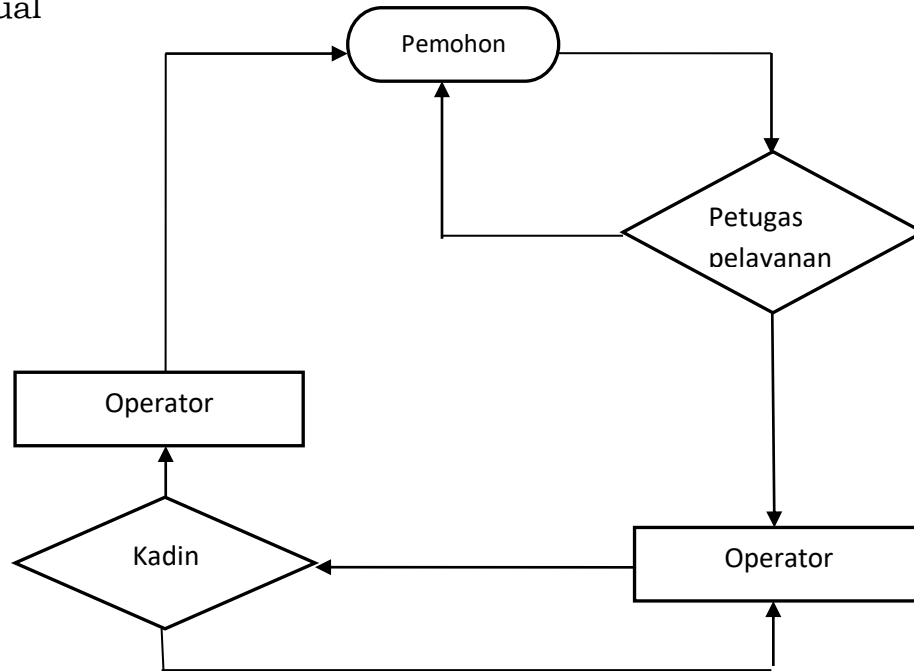 ual
Pemohon
Petugas
pelayanan
Operator
Operator
Kadin